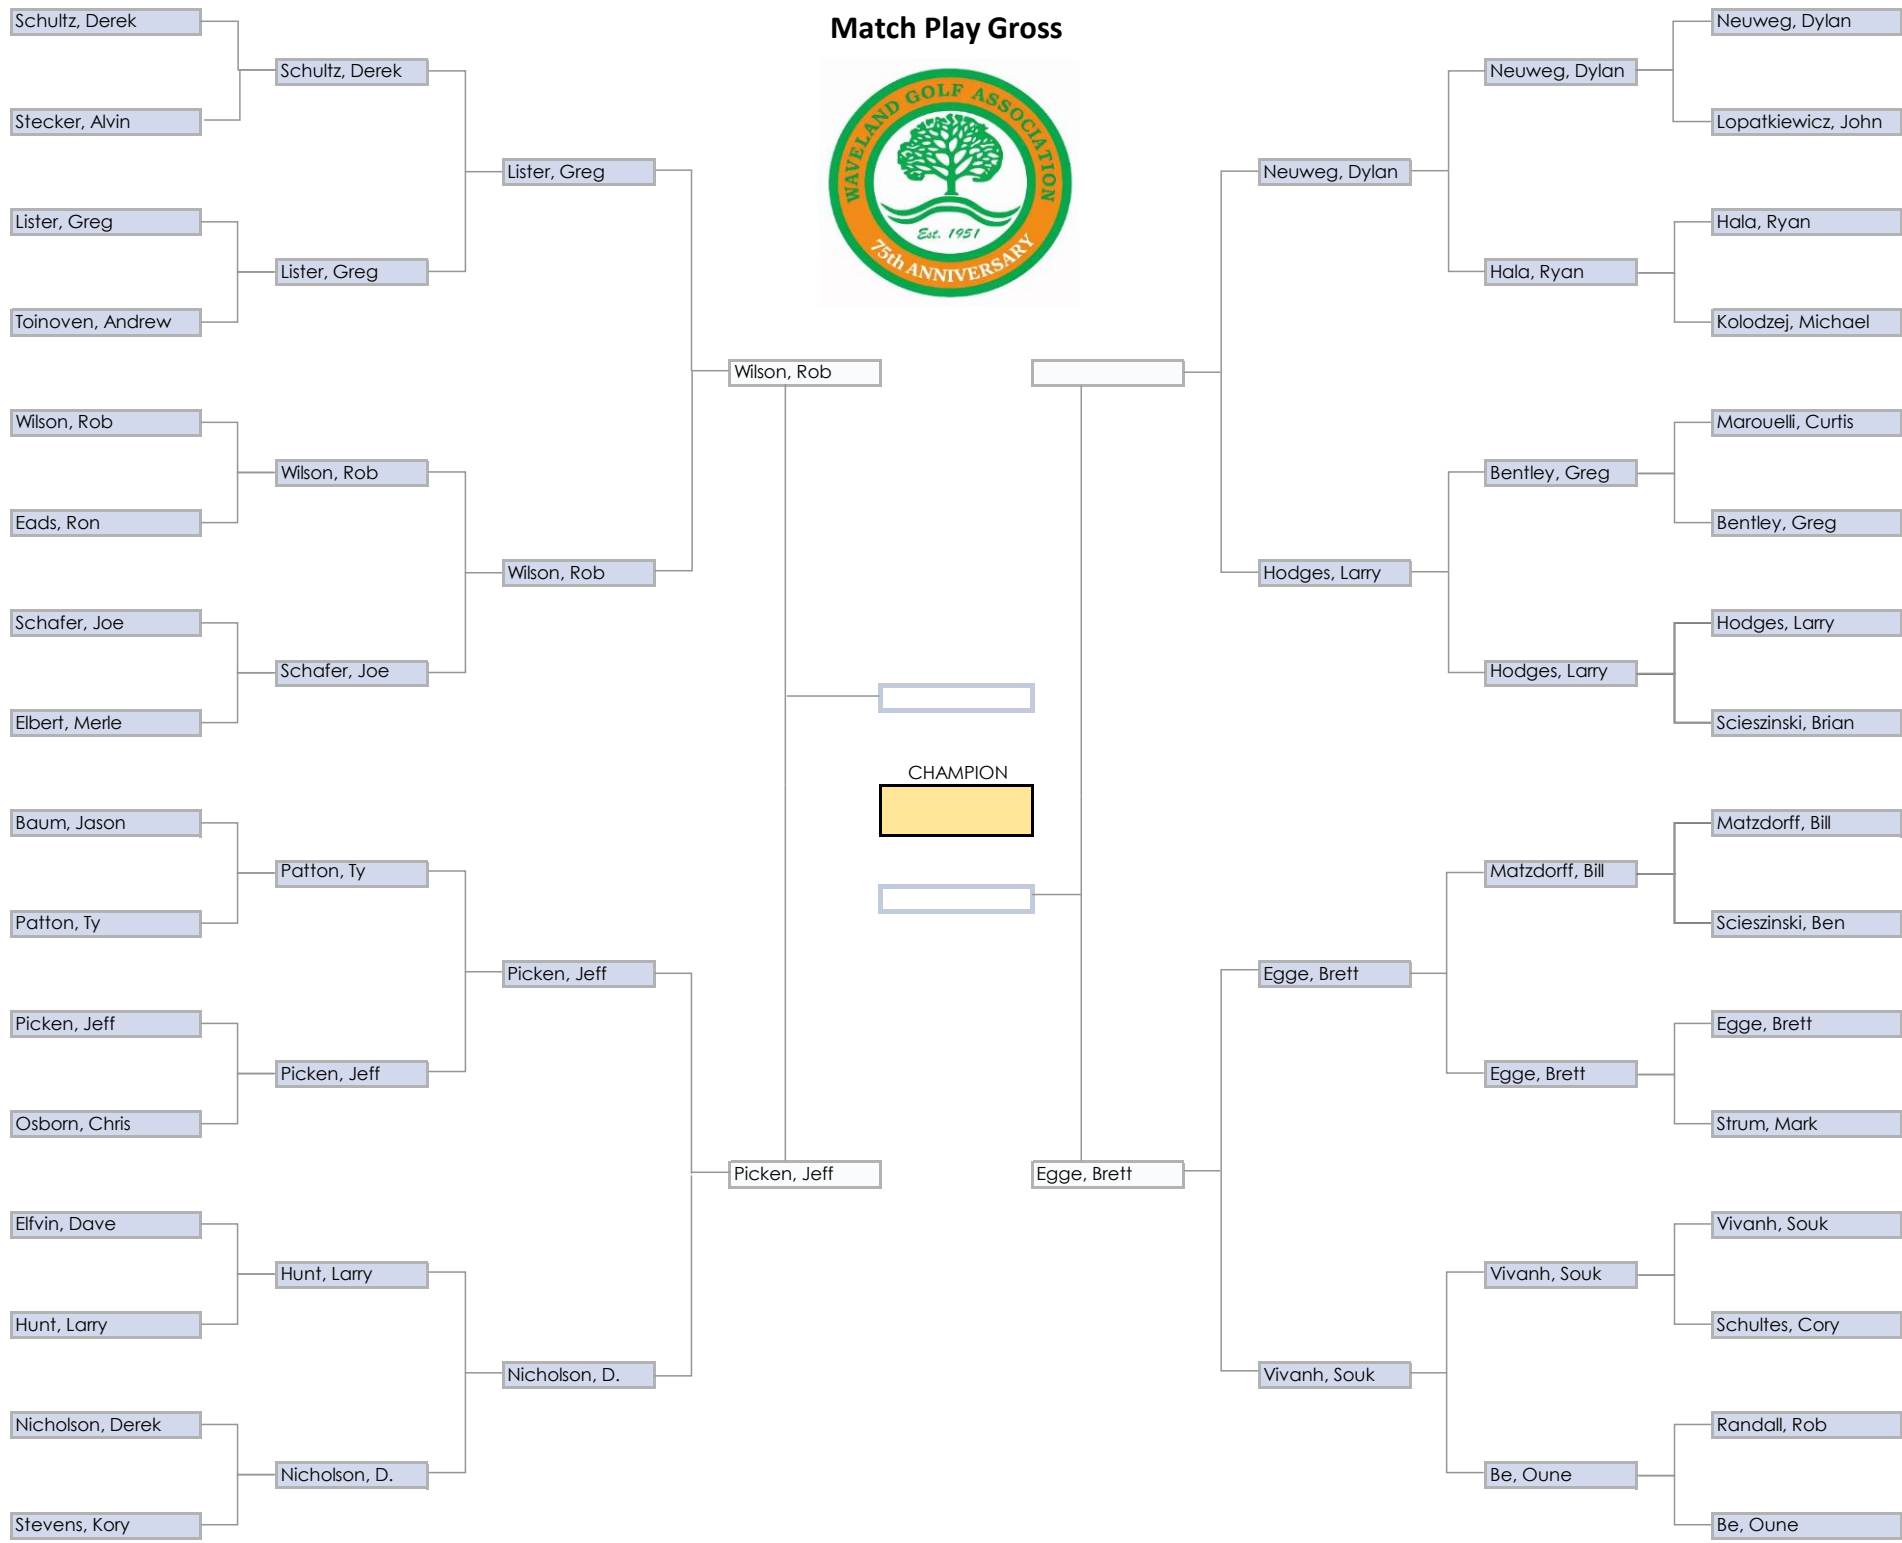 Match Play Gross
WAVELAND GOLF ASSOCIATION
Est. 1951
75th ANNIVERSARY
Schultz, Derek
Stecker, Alvin
Lister, Greg
Toinoven, Andrew
Wilson, Rob
Eads, Ron
Schafer, Joe
Elbert, Merle
Baum, Jason
Patton, Ty
Picken, Jeff
Osborn, Chris
Elfvin, Dave
Hunt, Larry
Nicholson, Derek
Stevens, Kory
Schultz, Derek
Lister, Greg
Wilson, Rob
Schafer, Joe
Patton, Ty
Picken, Jeff
Hunt, Larry
Nicholson, D.
Lister, Greg
Wilson, Rob
Picken, Jeff
Nicholson, D.
Wilson, Rob
Picken, Jeff
CHAMPION
Egge, Brett
Neuweg, Dylan
Hodges, Larry
Egge, Brett
Vivanh, Souk
Neuweg, Dylan
Hala, Ryan
Bentley, Greg
Hodges, Larry
Matzdorff, Bill
Egge, Brett
Vivanh, Souk
Be, Oune
Neuweg, Dylan
Lopatkiewicz, John
Hala, Ryan
Kolodzej, Michael
Marouelli, Curtis
Bentley, Greg
Hodges, Larry
Scieszinski, Brian
Matzdorff, Bill
Scieszinski, Ben
Egge, Brett
Strum, Mark
Vivanh, Souk
Schultes, Cory
Randall, Rob
Be, Oune